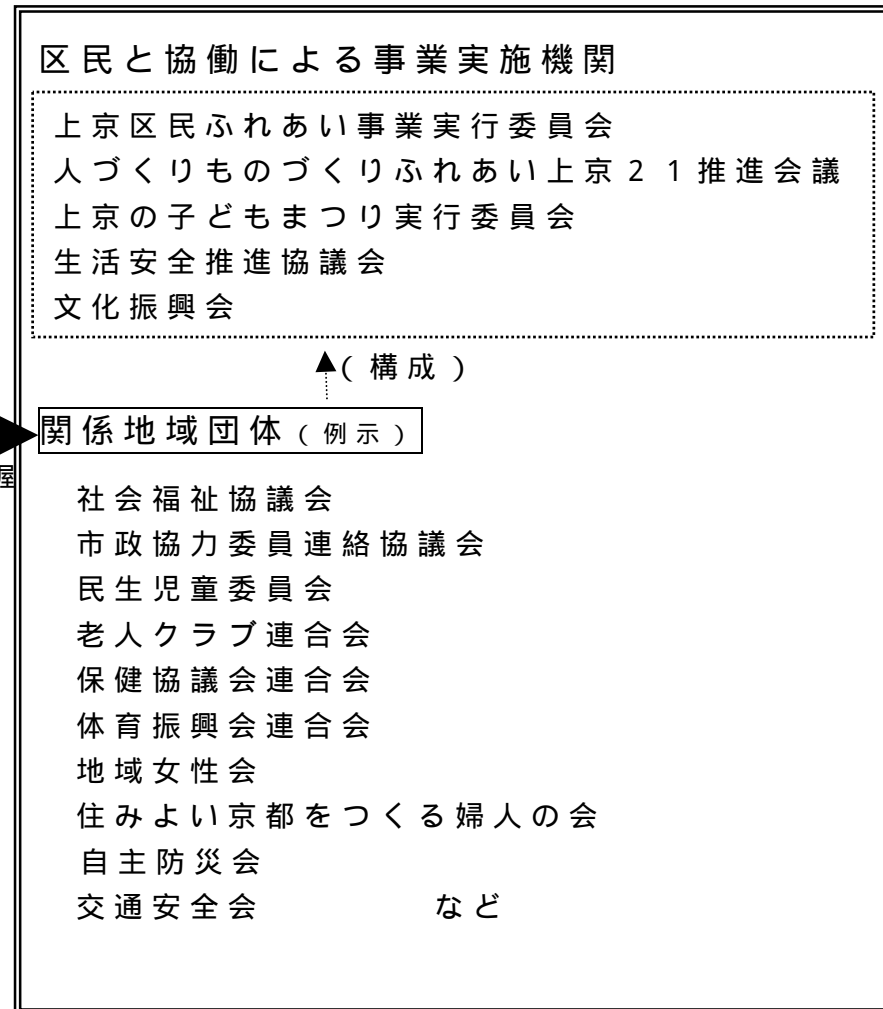 区民と協働による事業実施機関
上京区民ふれあい事業実行委員会
人づくりものづくりふれあい上京２１推進会議
上京の子どもまつり実行委員会
生活安全推進協議会
文化振興会
(構成)
関係地域団体(例示)
社会福祉協議会
市政協力委員連絡協議会
民生児童委員会
老人クラブ連合会
保健協議会連合会
体育振興会連合会
地域女性会
住みよい京都をつくる婦人の会
自主防災会
交通安全会　　　　など